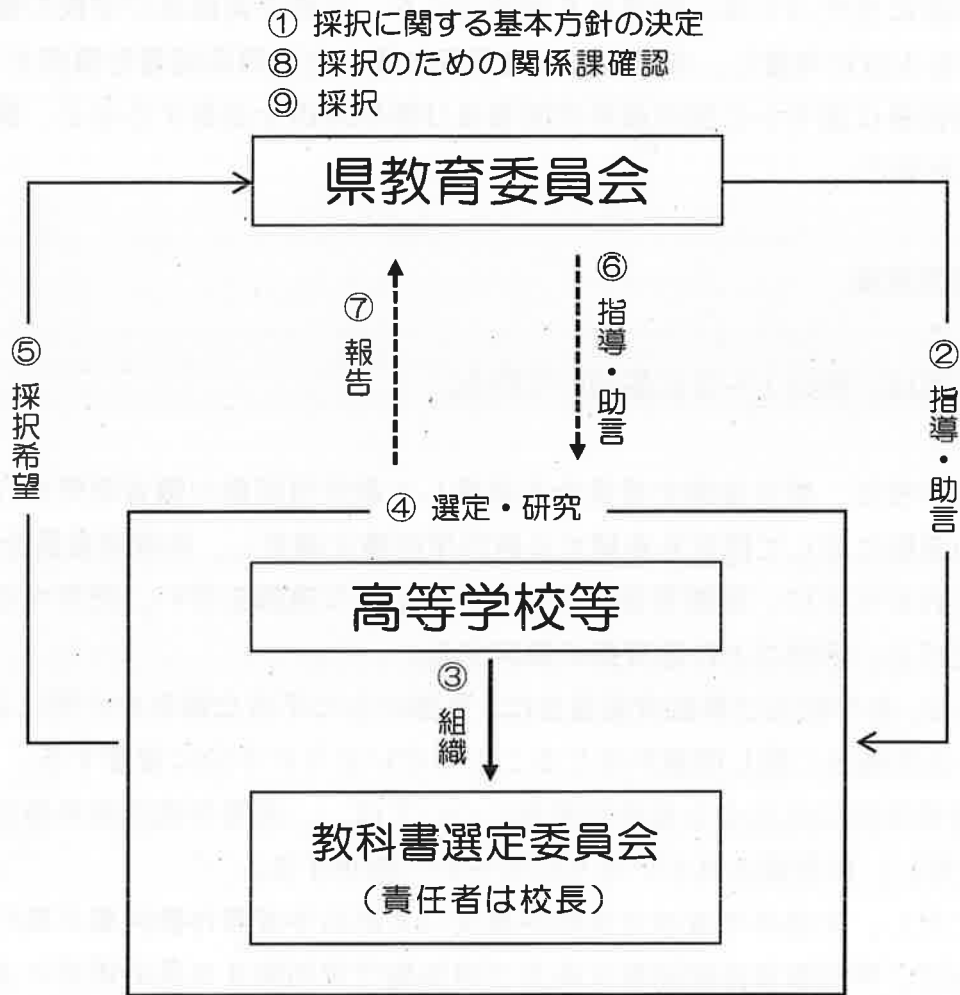 ① 採択に関する基本方針の決定
⑧ 採択のための関係課確認
⑨ 採択
県教育委員会
⑤ 採択希望
⑦ 報告
⑥ 指導・助言
② 指導・助言
④ 選定・研究
高等学校等
③ 組織
教科書選定委員会
（責任者は校長）